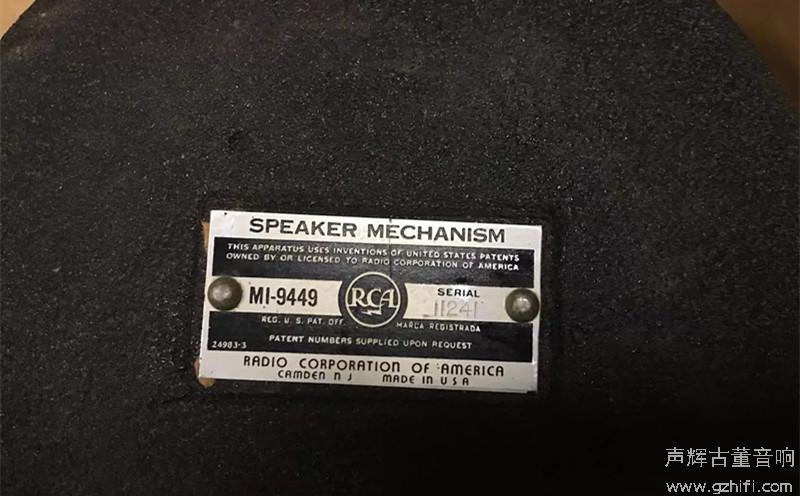 SPEAKER MECHANISM
THIS APPARATUS USES INVENTIONS OF UNITED STATES PATENTS
OWNED BY OR LICENSED TO RADIO CORPORATION OF AMERICA
MI-9449
RCA
SERIAL
11241
REG. U. S. PAT. OFF.
MARCA REGISTRADA
PATENT NUMBERS SUPPLIED UPON REQUEST
24983-3
RADIO CORPORATION OF AMERICA
CAMDEN N J MADE IN U S A
声辉古董音响
www.gzhifi.com